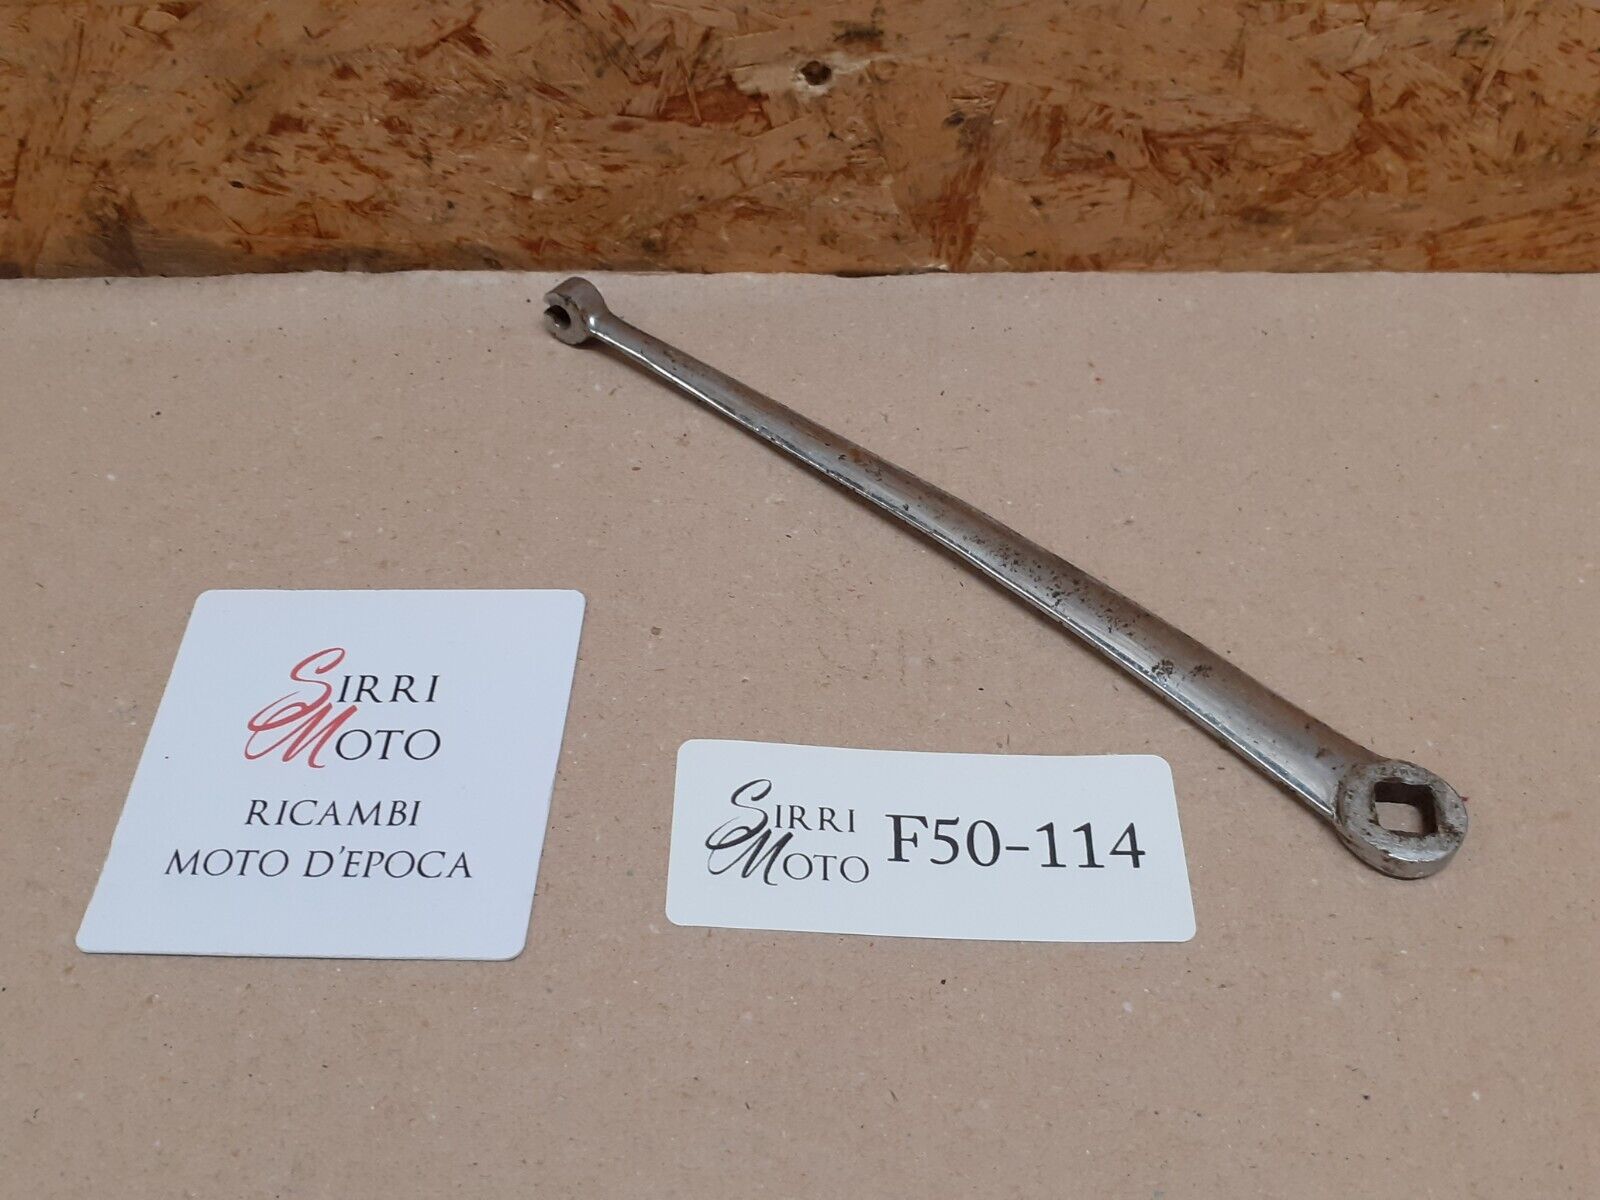 SIRRI
MOTO
RICAMBI
MOTO D'EPOCA
SIRRI
MOTO
F50-114